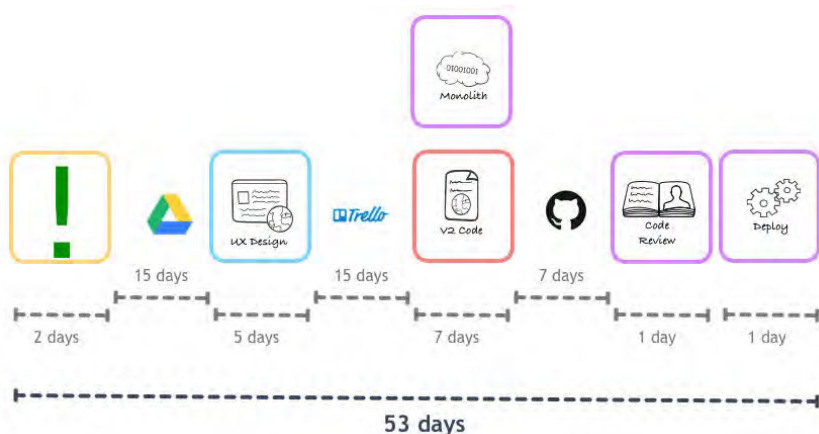 01001001
Monolith
!
UX Design
Trello
V2 Code
Code
Review
Deploy
15 days
15 days
7 days
2 days
5 days
7 days
1 day
1 day
53 days